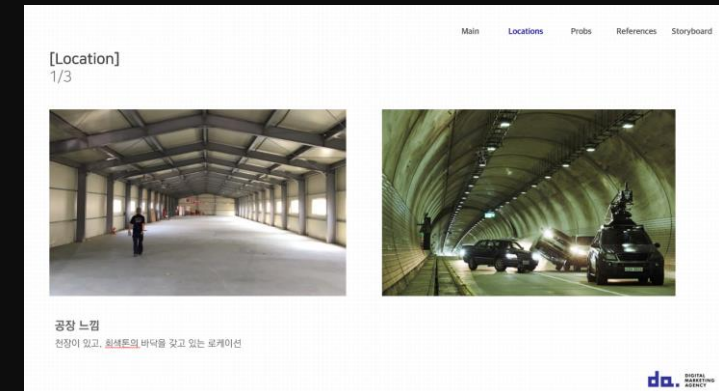 Main Locations Probs References Storyboard
[Location]
1/3
공장 느낌
천장이 있고, 회색톤의 바닥을 갖고 있는 로케이션
da. DIGITAL
MARKETING
AGENCY